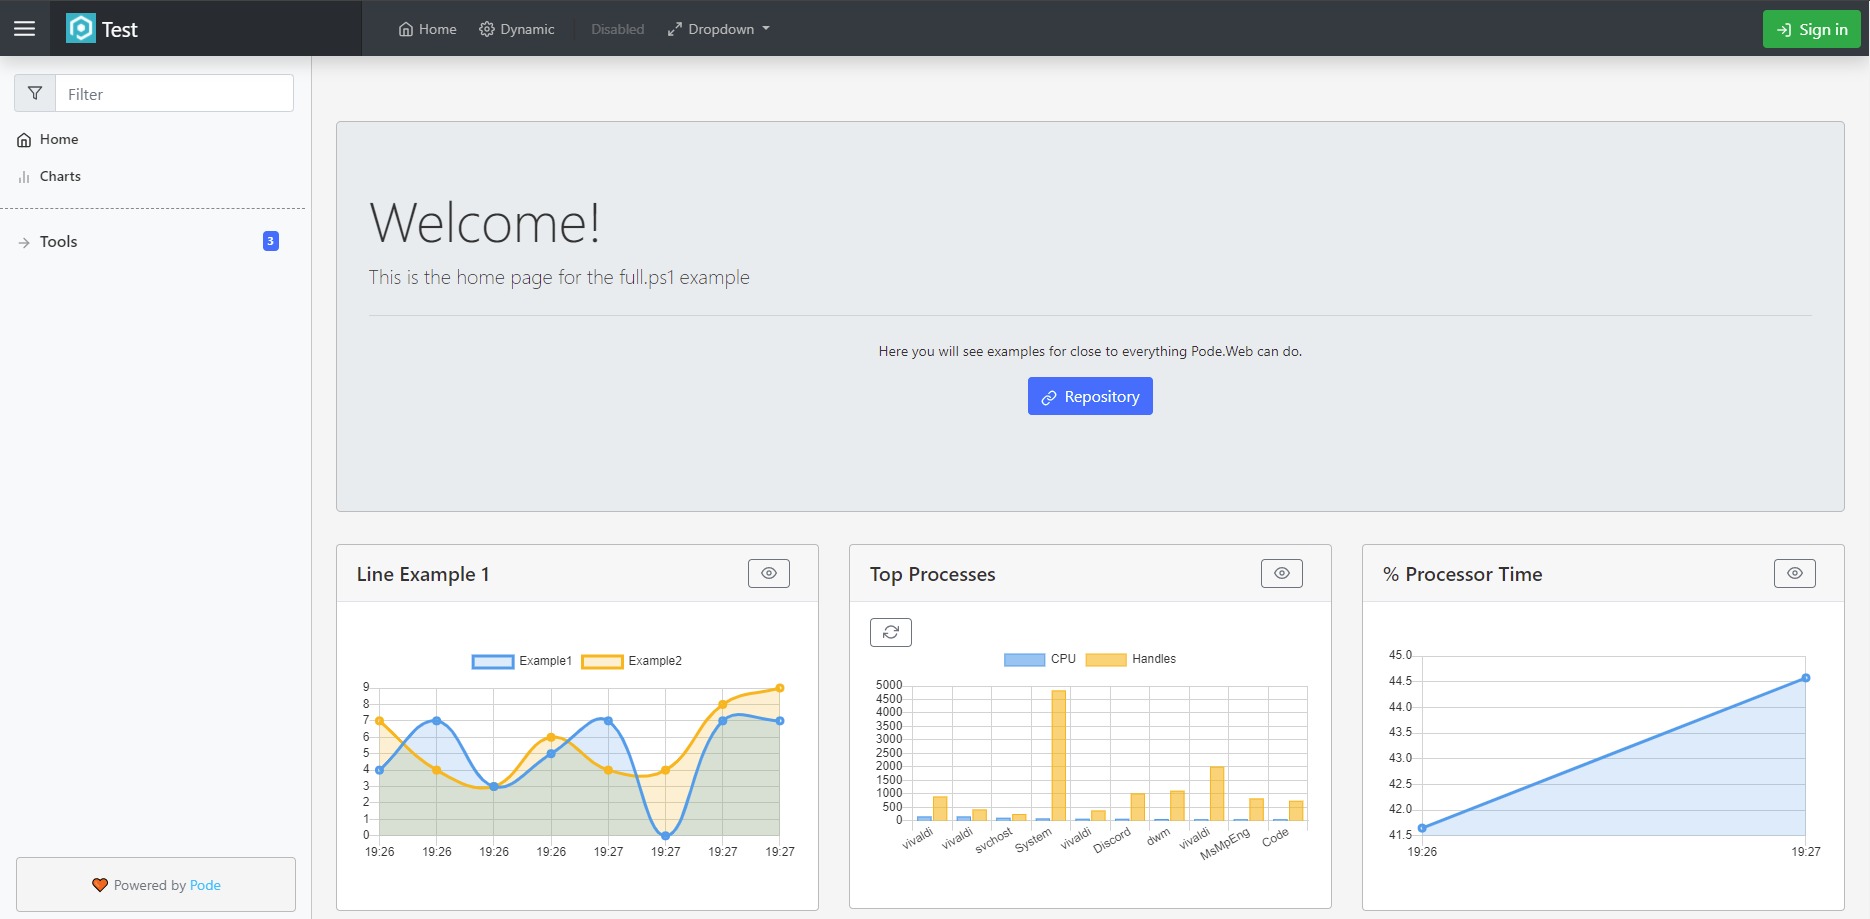 Test
Home
Dynamic
Disabled
Dropdown
Sign in
Filter
Home
Charts
Tools
3
Powered by Pode
Welcome!
This is the home page for the full.ps1 example
Here you will see examples for close to everything Pode.Web can do.
Repository
Line Example 1
Example1 Example2
9
8
7
6
5
4
3
2
1
0
19:26 19:26 19:26 19:26 19:27 19:27 19:27 19:27
Top Processes
CPU Handles
5000
4500
4000
3500
3000
2500
2000
1500
1000
500
0
vivaldi vivaldi svchost System vivaldi Discord dwm vivaldi MsMpEng Code
% Processor Time
45.0
44.5
44.0
43.5
43.0
42.5
42.0
41.5
19:26 19:27